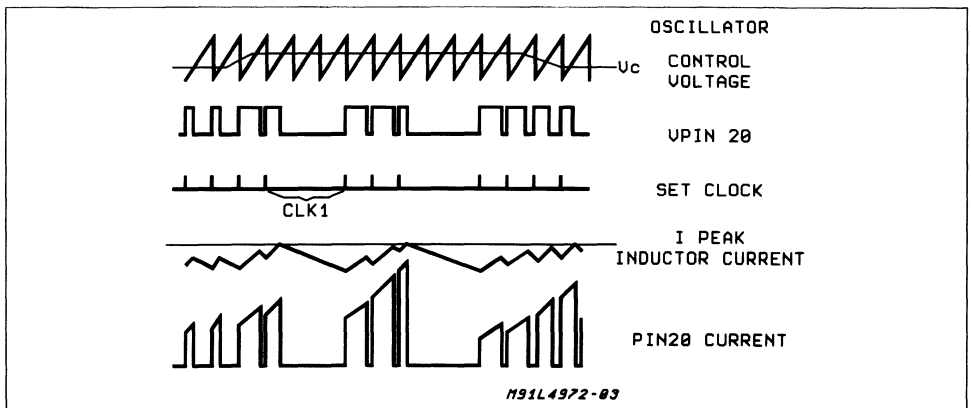 OSCILLATOR
Vc
CONTROL
VOLTAGE
VPIN 20
SET CLOCK
CLK1
I PEAK
INDUCTOR CURRENT
PIN20 CURRENT
M91L4972-03